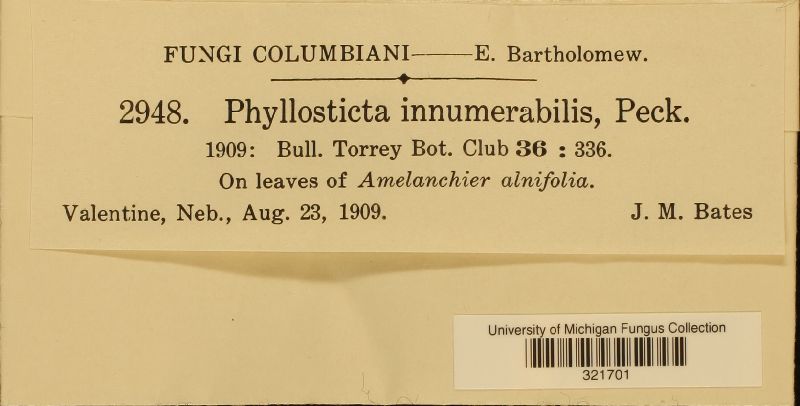 FUNGI COLUMBIANI——E. Bartholomew.
2948. Phyllosticta innumerabilis, Peck.
1909: Bull. Torrey Bot. Club 36 : 336.
On leaves of Amelanchier alnifolia.
Valentine, Neb., Aug. 23, 1909. J. M. Bates
University of Michigan Fungus Collection
321701